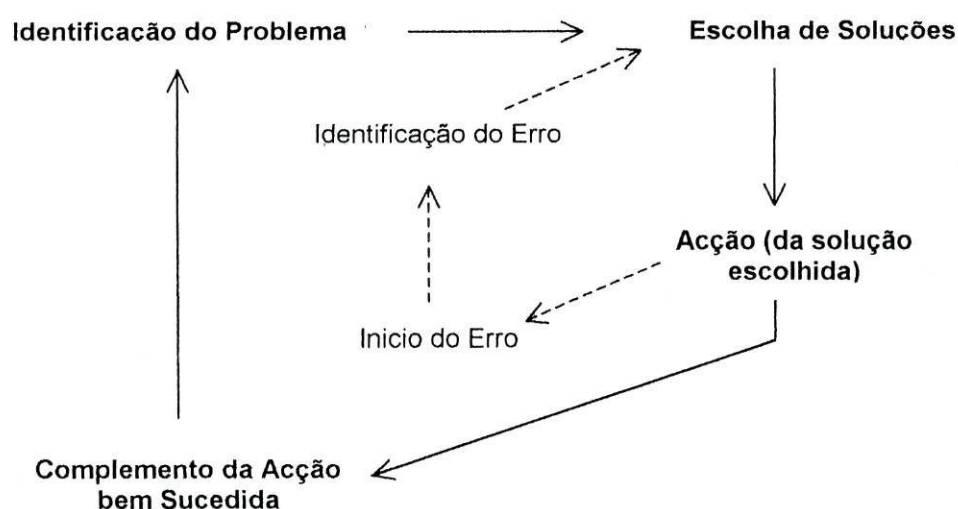 Identificação do Problema
Escolha de Soluções
Identificação do Erro
Acção (da solução
escolhida)
Inicio do Erro
Complemento da Acção
bem Sucedida